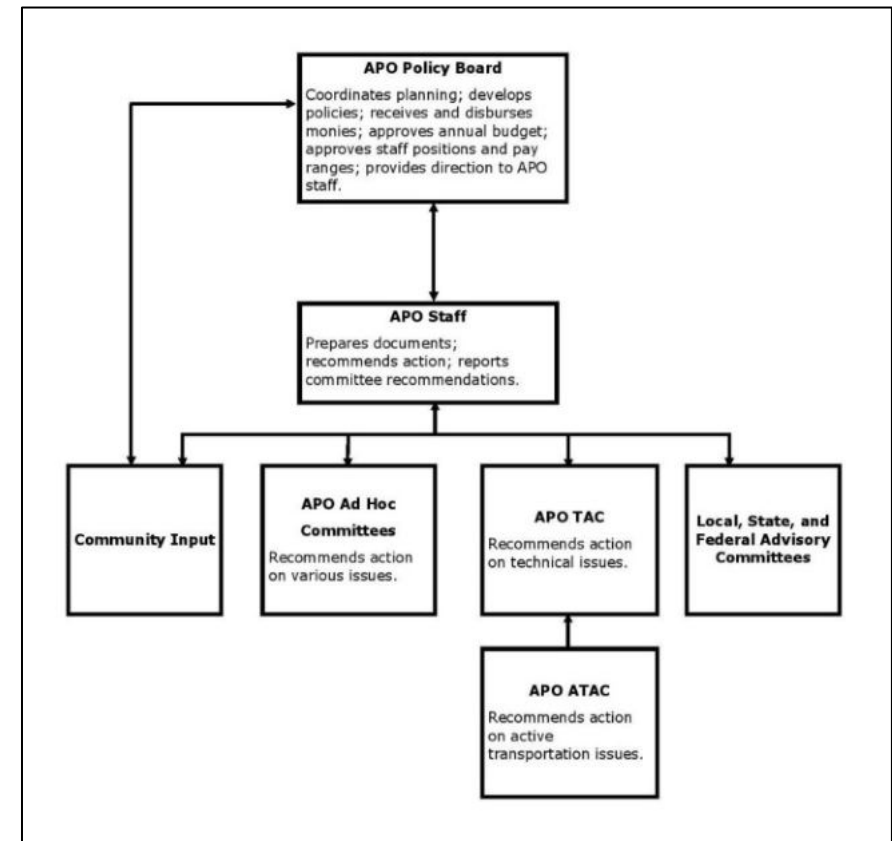 APO Policy Board
Coordinates planning; develops
policies; receives and disburses
monies; approves annual budget;
approves staff positions and pay
ranges; provides direction to APO
staff.
APO Staff
Prepares documents;
recommends action; reports
committee recommendations.
Community Input
APO Ad Hoc
Committees
Recommends action
on various issues.
APO TAC
Recommends action
on technical issues.
Local, State, and
Federal Advisory
Committees
APO ATAC
Recommends action
on active
transportation issues.